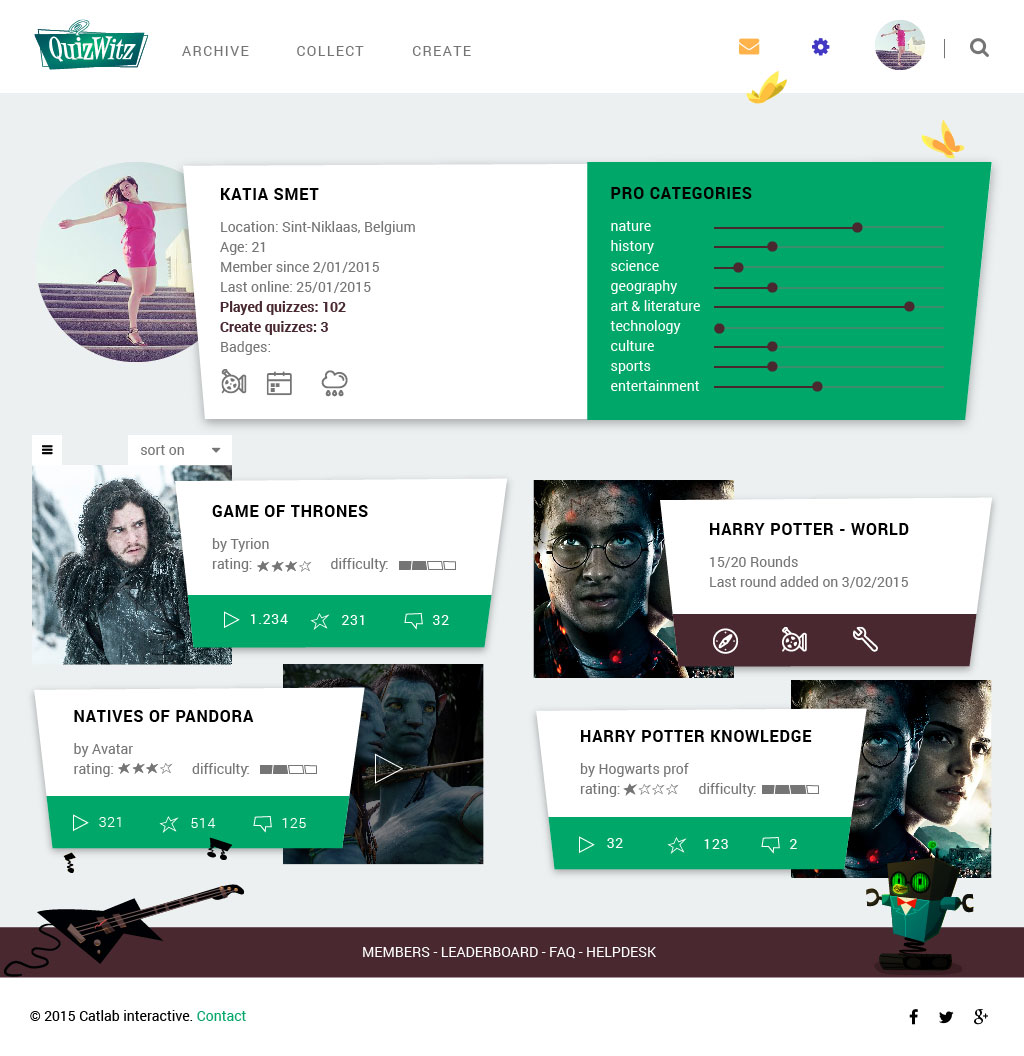 QuizWitz
ARCHIVE
COLLECT
CREATE
KATIA SMET
Location: Sint-Niklaas, Belgium
Age: 21
Member since 2/01/2015
Last online: 25/01/2015
Played quizzes: 102
Create quizzes: 3
Badges:
PRO CATEGORIES
nature
history
science
geography
art & literature
technology
culture
sports
entertainment
sort on
GAME OF THRONES
by Tyrion
rating: difficulty:
1.234 231 32
HARRY POTTER - WORLD
15/20 Rounds
Last round added on 3/02/2015
NATIVES OF PANDORA
by Avatar
rating: difficulty:
321 514 125
HARRY POTTER KNOWLEDGE
by Hogwarts prof
rating: difficulty:
32 123 2
MEMBERS - LEADERBOARD - FAQ - HELPDESK
© 2015 Catlab interactive. Contact